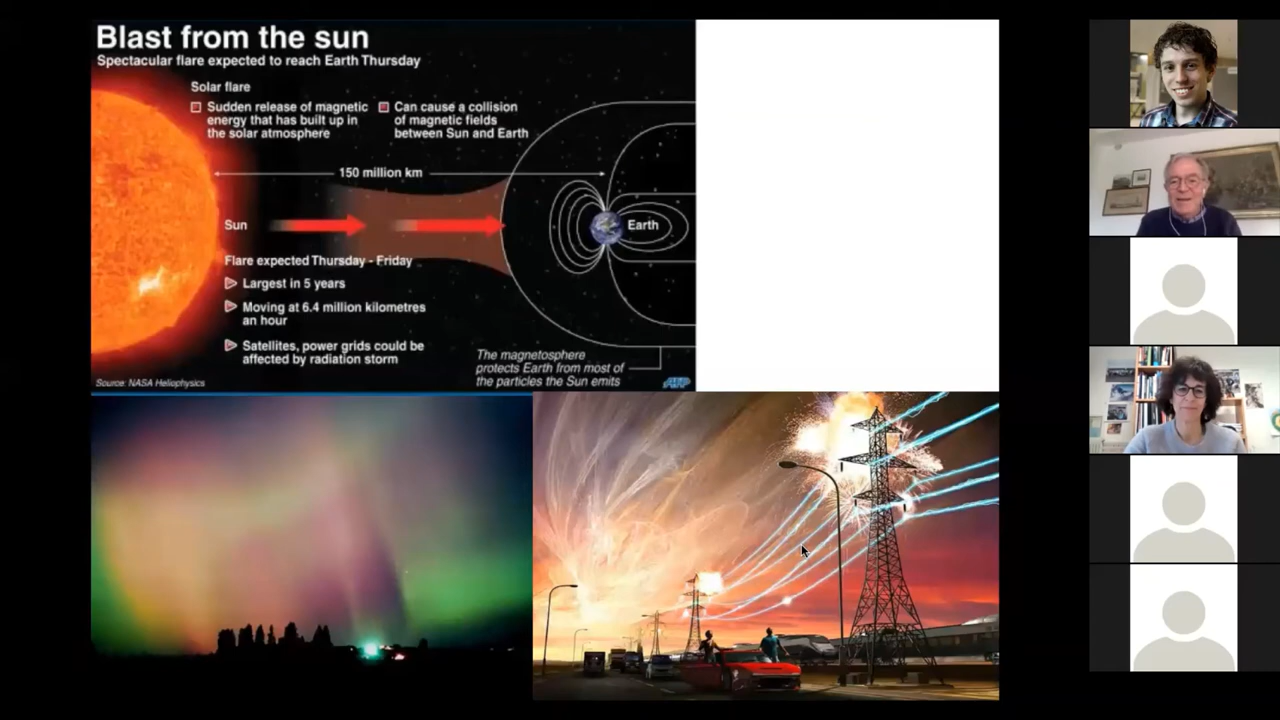 Blast from the sun
Spectacular flare expected to reach Earth Thursday
Solar flare
Sudden release of magnetic
energy that has built up in
the solar atmosphere
Can cause a collision
of magnetic fields
between Sun and Earth
150 million km
Sun
Earth
Flare expected Thursday - Friday
Largest in 5 years
Moving at 6.4 million kilometres
an hour
Satellites, power grids could be
affected by radiation storm
The magnetosphere
protects Earth from most of
the particles the Sun emits
Source: NASA Heliophysics
AFP